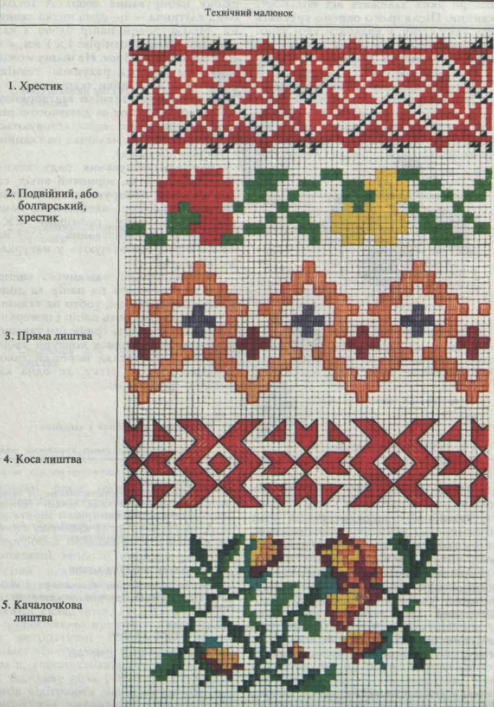 Технічний малюнок
1. Хрестик
2. Подвійний, або
болгарський,
хрестик
3. Пряма лиштва
4. Коса лиштва
5. Качалочкова
лиштва